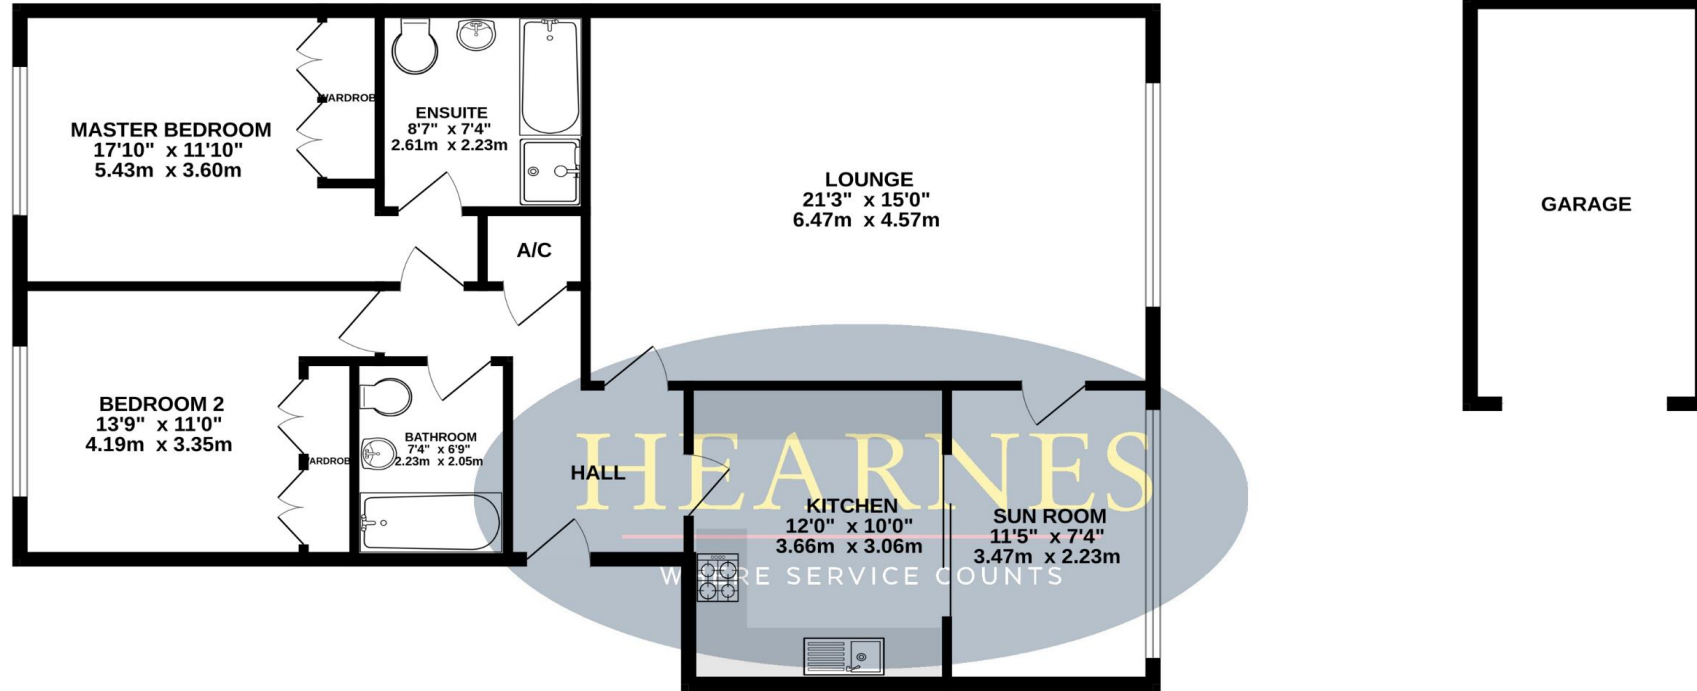 MASTER BEDROOM
17'10" x 11'10"
5.43m x 3.60m
ENSUITE
8'7" x 7'4"
2.61m x 2.23m
A/C
LOUNGE
21'3" x 15'0"
6.47m x 4.57m
GARAGE
BEDROOM 2
13'9" x 11'0"
4.19m x 3.35m
BATHROOM
7'4" x 6'9"
2.23m x 2.05m
HALL
KITCHEN
12'0" x 10'0"
3.66m x 3.06m
SUN ROOM
11'5" x 7'4"
3.47m x 2.23m
HEARNES
WHERE SERVICE COUNTS